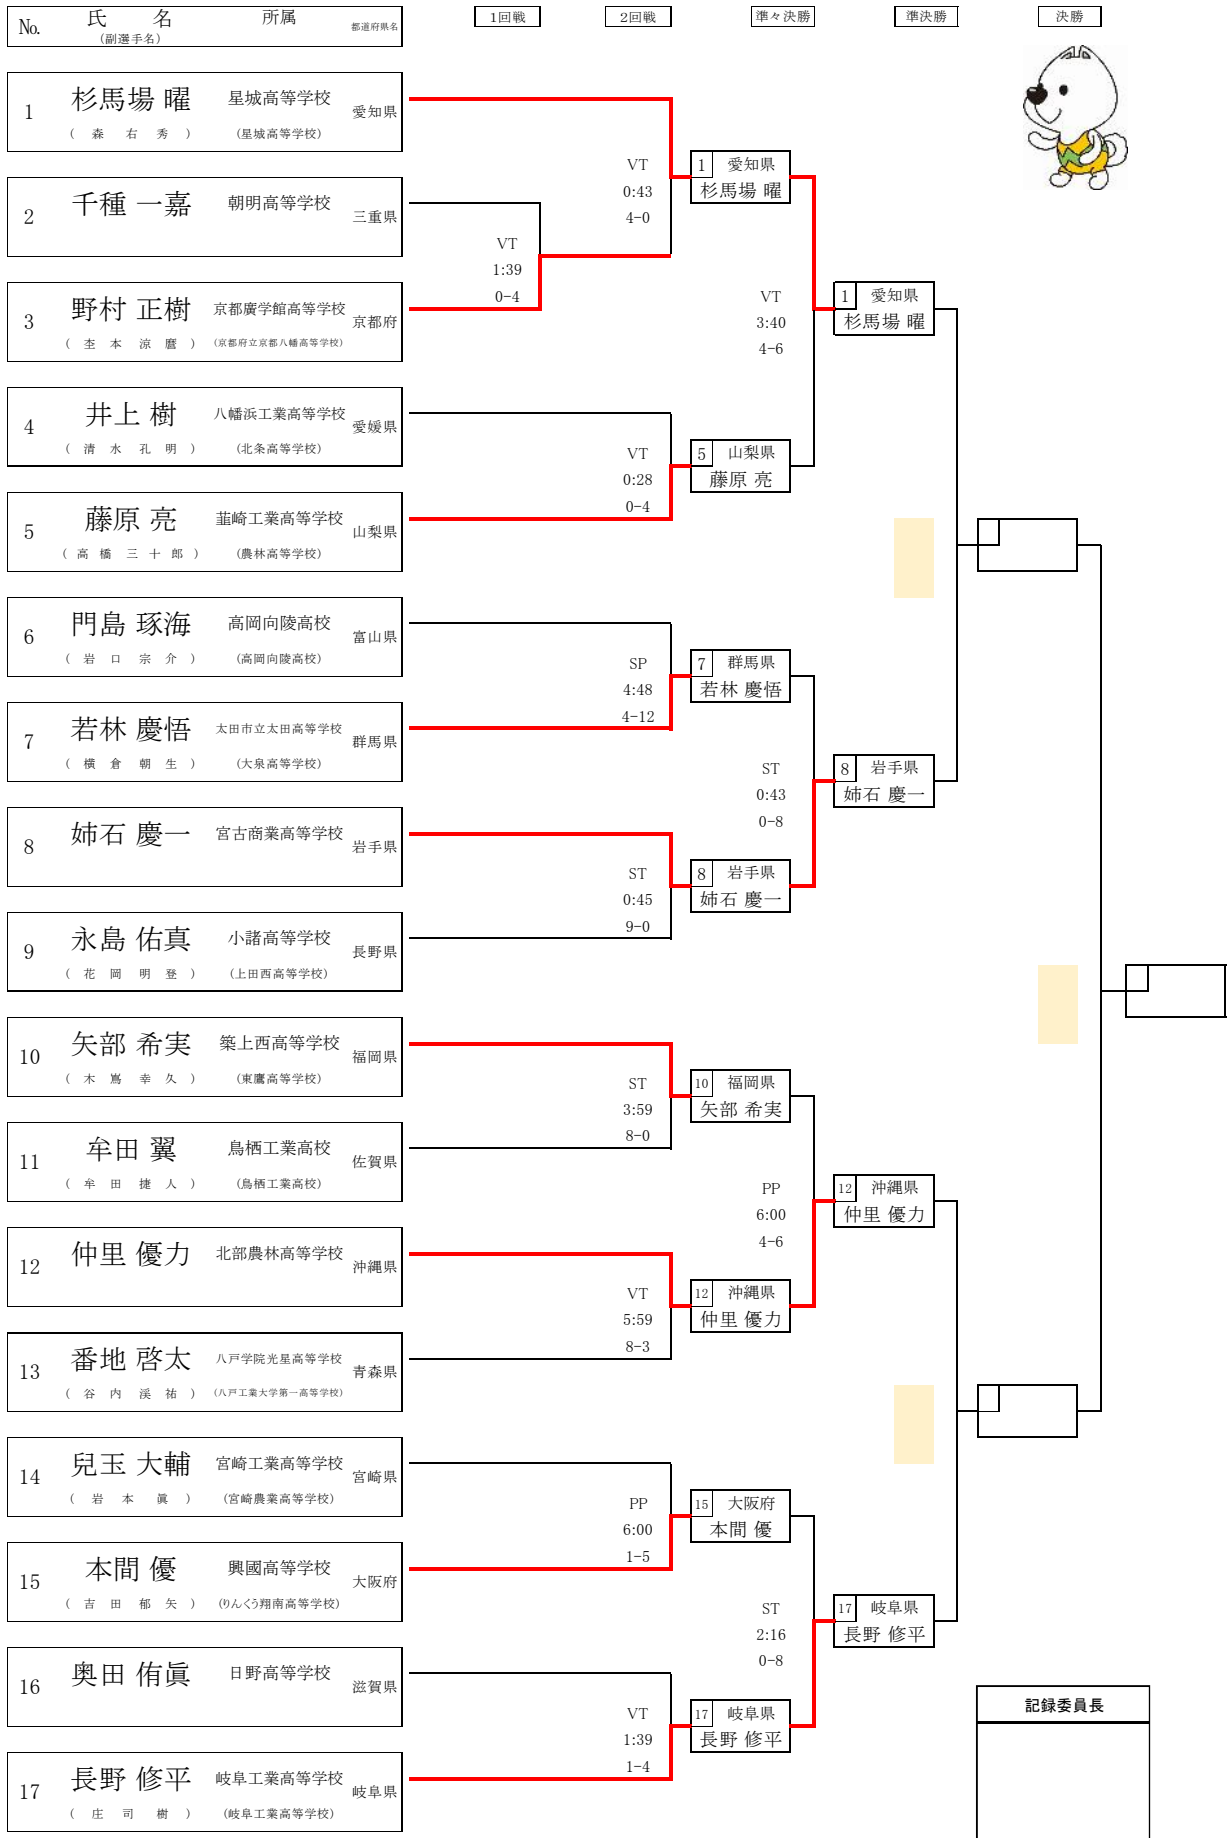 No. 氏 名 所属 都道府県名
(副選手名)
1回戦 2回戦 準々決勝 準決勝 決勝
1 杉馬場 曜 星城高等学校 愛知県
( 森 右 秀 ) (星城高等学校)
2 千種 一嘉 朝明高等学校 三重県
3 野村 正樹 京都廣学館高等学校 京都府
( 杢 本 涼 麿 ) (京都府立京都八幡高等学校)
4 井上 樹 八幡浜工業高等学校 愛媛県
( 清 水 孔 明 ) (北条高等学校)
5 藤原 亮 韮崎工業高等学校 山梨県
( 高 橋 三 十 郎 ) (農林高等学校)
6 門島 琢海 高岡向陵高校 富山県
( 岩 口 宗 介 ) (高岡向陵高校)
7 若林 慶悟 太田市立太田高等学校 群馬県
( 横 倉 朝 生 ) (大泉高等学校)
8 姉石 慶一 宮古商業高等学校 岩手県
9 永島 佑真 小諸高等学校 長野県
( 花 岡 明 登 ) (上田西高等学校)
10 矢部 希実 築上西高等学校 福岡県
( 木 嶌 幸 久 ) (東鷹高等学校)
11 牟田 翼 鳥栖工業高校 佐賀県
( 牟 田 捷 人 ) (鳥栖工業高校)
12 仲里 優力 北部農林高等学校 沖縄県
13 番地 啓太 八戸学院光星高等学校 青森県
( 谷 内 渓 祐 ) (八戸工業大学第一高等学校)
14 兒玉 大輔 宮崎工業高等学校 宮崎県
( 岩 本 眞 ) (宮崎農業高等学校)
15 本間 優 興國高等学校 大阪府
( 吉 田 郁 矢 ) (りんくう翔南高等学校)
16 奥田 侑眞 日野高等学校 滋賀県
17 長野 修平 岐阜工業高等学校 岐阜県
( 庄 司 樹 ) (岐阜工業高等学校)
VT
1:39
0-4
VT
0:43
4-0
VT
0:28
0-4
SP
4:48
4-12
ST
0:45
9-0
ST
3:59
8-0
VT
5:59
8-3
PP
6:00
1-5
VT
1:39
1-4
1 愛知県
杉馬場 曜
5 山梨県
藤原 亮
7 群馬県
若林 慶悟
8 岩手県
姉石 慶一
10 福岡県
矢部 希実
12 沖縄県
仲里 優力
15 大阪府
本間 優
17 岐阜県
長野 修平
VT
3:40
4-6
ST
0:43
0-8
PP
6:00
4-6
ST
2:16
0-8
1 愛知県
杉馬場 曜
8 岩手県
姉石 慶一
12 沖縄県
仲里 優力
17 岐阜県
長野 修平
記録委員長